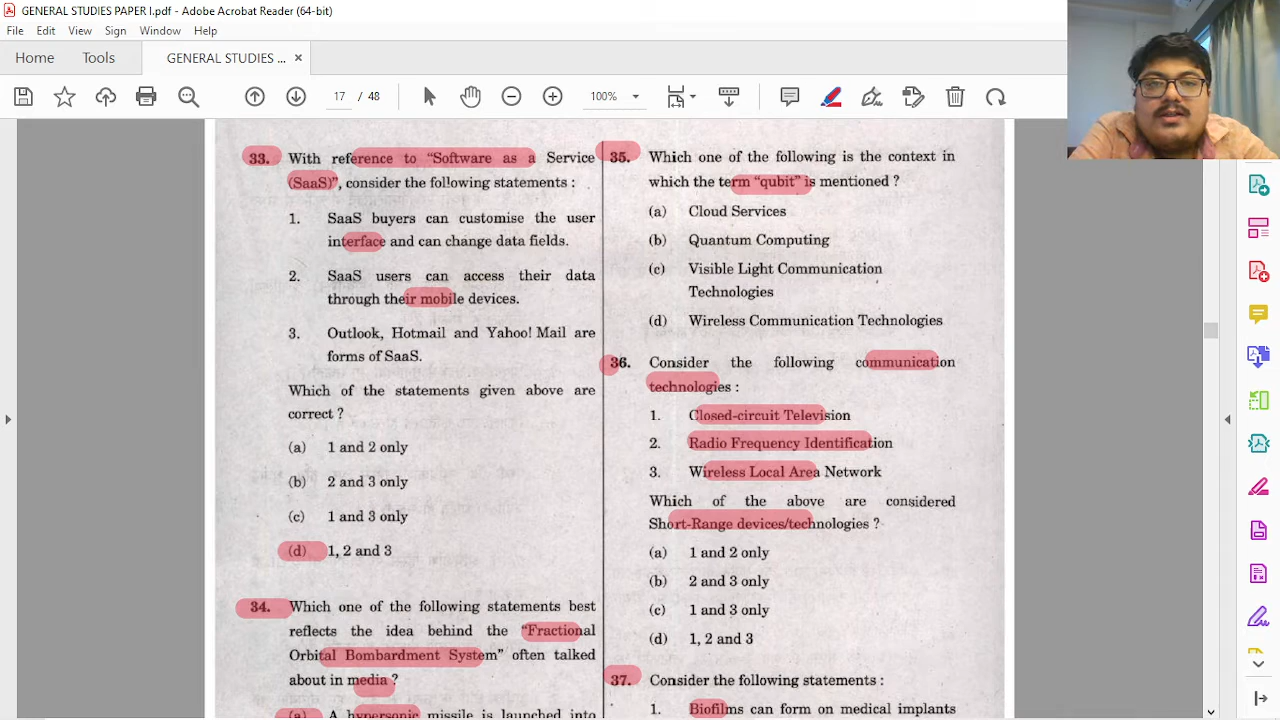 GENERAL STUDIES PAPER I.pdf - Adobe Acrobat Reader (64-bit)
File Edit View Sign Window Help
Home Tools GENERAL STUDIES ... ×
17 / 48 100%
33. With reference to "Software as a Service
(SaaS)", consider the following statements :
1. SaaS buyers can customise the user
interface and can change data fields.
2. SaaS users can access their data
through their mobile devices.
3. Outlook, Hotmail and Yahoo! Mail are
forms of SaaS.
Which of the statements given above are
correct ?
(a) 1 and 2 only
(b) 2 and 3 only
(c) 1 and 3 only
(d) 1, 2 and 3
34. Which one of the following statements best
reflects the idea behind the "Fractional
Orbital Bombardment System" often talked
about in media ?
(a) A hypersonic missile is launched into
35. Which one of the following is the context in
which the term "qubit" is mentioned ?
(a) Cloud Services
(b) Quantum Computing
(c) Visible Light Communication
Technologies
(d) Wireless Communication Technologies
36. Consider the following communication
technologies :
1. Closed-circuit Television
2. Radio Frequency Identification
3. Wireless Local Area Network
Which of the above are considered
Short-Range devices/technologies ?
(a) 1 and 2 only
(b) 2 and 3 only
(c) 1 and 3 only
(d) 1, 2 and 3
37. Consider the following statements :
1. Biofilms can form on medical implants